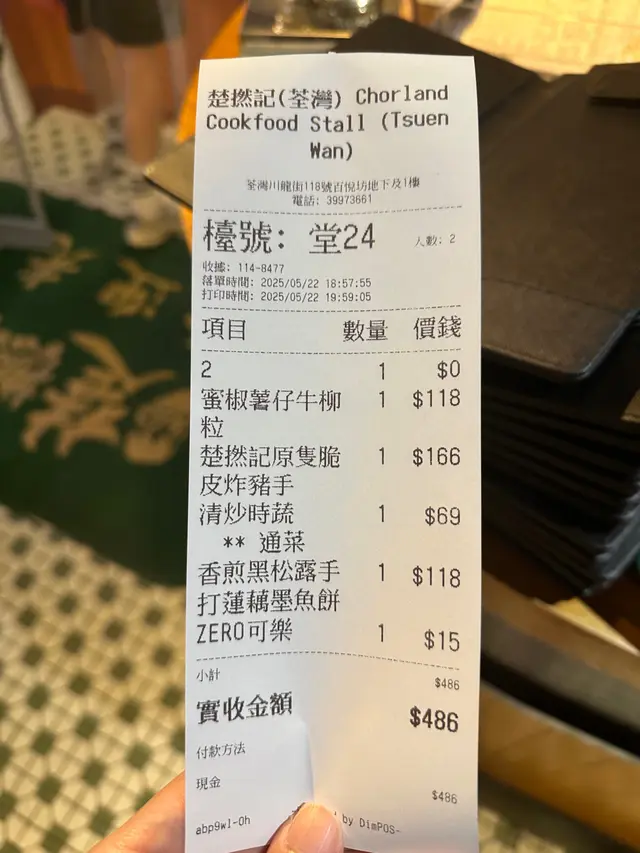 楚撚記(荃灣) Chorland
Cookfood Stall (Tsuen
Wan)
荃灣川龍街118號百悅坊地下及1樓
電話: 39973661
檯號: 堂24 人數: 2
收據: 114-8477
落單時間: 2025/05/22 18:57:55
打印時間: 2025/05/22 19:59:05
項目 數量 價錢
2 1 $0
蜜椒薯仔牛柳 1 $118
粒
楚撚記原隻脆 1 $166
皮炸豬手
清炒時蔬 1 $69
** 通菜
香煎黑松露手 1 $118
打蓮藕墨魚餅
ZERO可樂 1 $15
小計 $486
實收金額 $486
付款方法
現金 $486
abp9wl-0h by DimPOS-